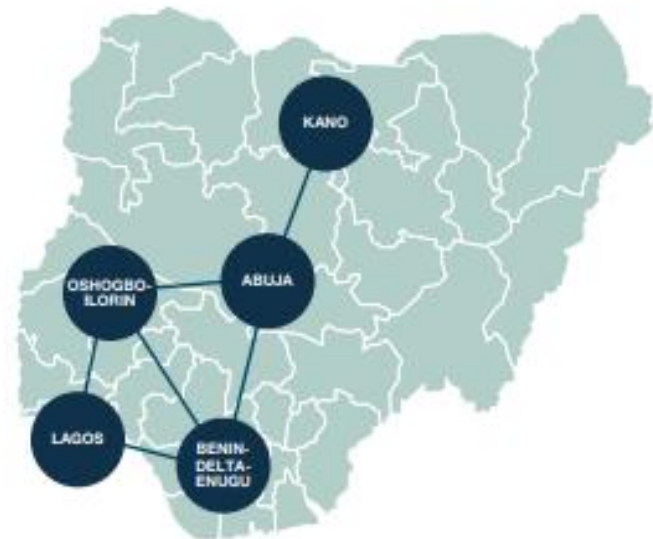 KANO
OSHOGBO-
ILORIN
ABUJA
LAGOS
BENIN-
DELTA-
ENUGU